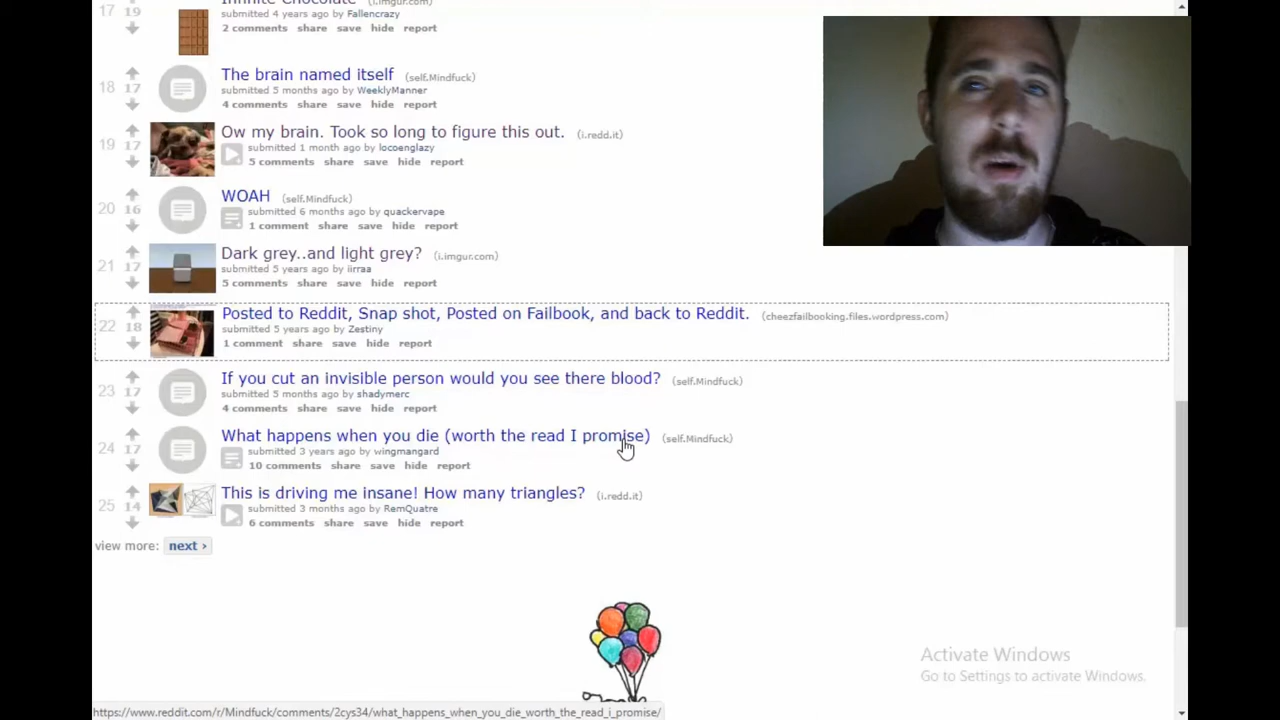 17 19 Infinite Chocolate (i.imgur.com)
submitted 4 years ago by Fallencrazy
2 comments share save hide report
18 17 The brain named itself (self.Mindfuck)
submitted 5 months ago by WeeklyManner
4 comments share save hide report
19 17 Ow my brain. Took so long to figure this out. (i.redd.it)
submitted 1 month ago by locoenglazy
5 comments share save hide report
20 16 WOAH (self.Mindfuck)
submitted 6 months ago by quackervape
1 comment share save hide report
21 17 Dark grey..and light grey? (i.imgur.com)
submitted 5 years ago by iirraa
5 comments share save hide report
22 18 Posted to Reddit, Snap shot, Posted on Failbook, and back to Reddit. (cheezfailbooking.files.wordpress.com)
submitted 5 years ago by Zestiny
1 comment share save hide report
23 17 If you cut an invisible person would you see there blood? (self.Mindfuck)
submitted 5 months ago by shadymerc
4 comments share save hide report
24 17 What happens when you die (worth the read I promise) (self.Mindfuck)
submitted 3 years ago by wingmangard
10 comments share save hide report
25 14 This is driving me insane! How many triangles? (i.redd.it)
submitted 3 months ago by RemQuatre
6 comments share save hide report
view more: next ›
Activate Windows
Go to Settings to activate Windows.
https://www.reddit.com/r/Mindfuck/comments/2cys34/what_happens_when_you_die_worth_the_read_i_promise/